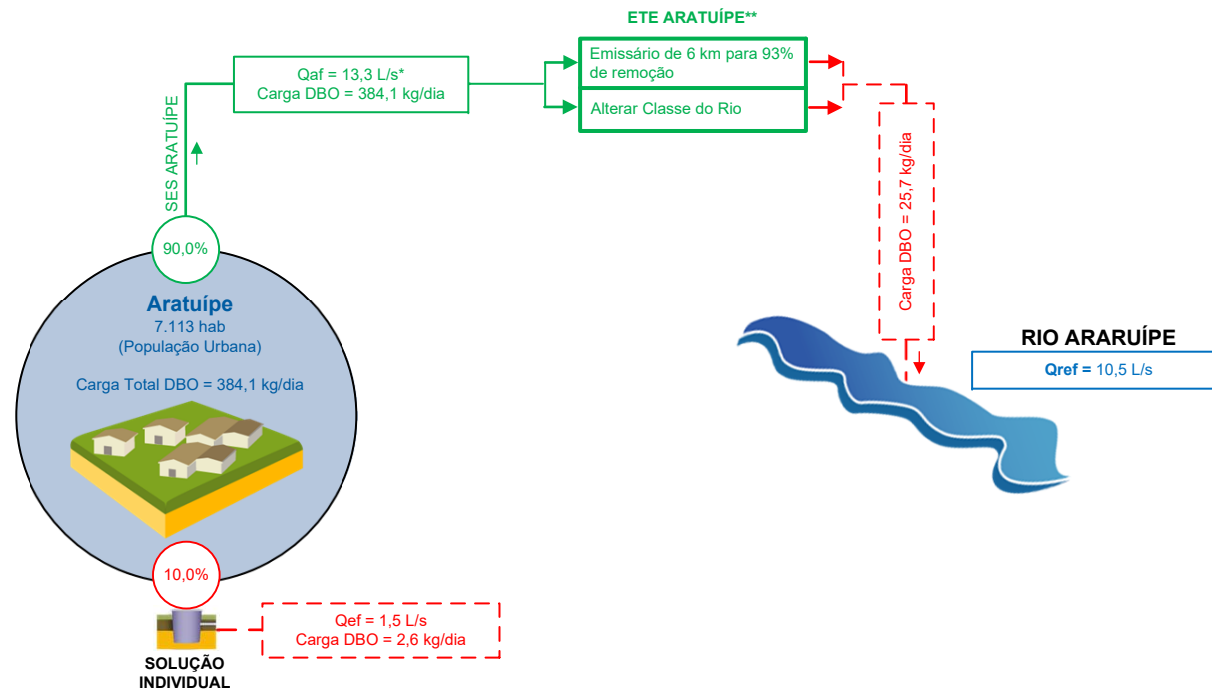 ETE ARATUÍPE**
Emissário de 6 km para 93%
de remoção
Alterar Classe do Rio
Qaf = 13,3 L/s*
Carga DBO = 384,1 kg/dia
SES ARATUÍPE
Carga DBO = 25,7 kg/dia
90,0%
Aratuípe
7.113 hab
(População Urbana)
Carga Total DBO = 384,1 kg/dia
RIO ARARUÍPE
Qref = 10,5 L/s
10,0%
Qef = 1,5 L/s
Carga DBO = 2,6 kg/dia
SOLUÇÃO
INDIVIDUAL